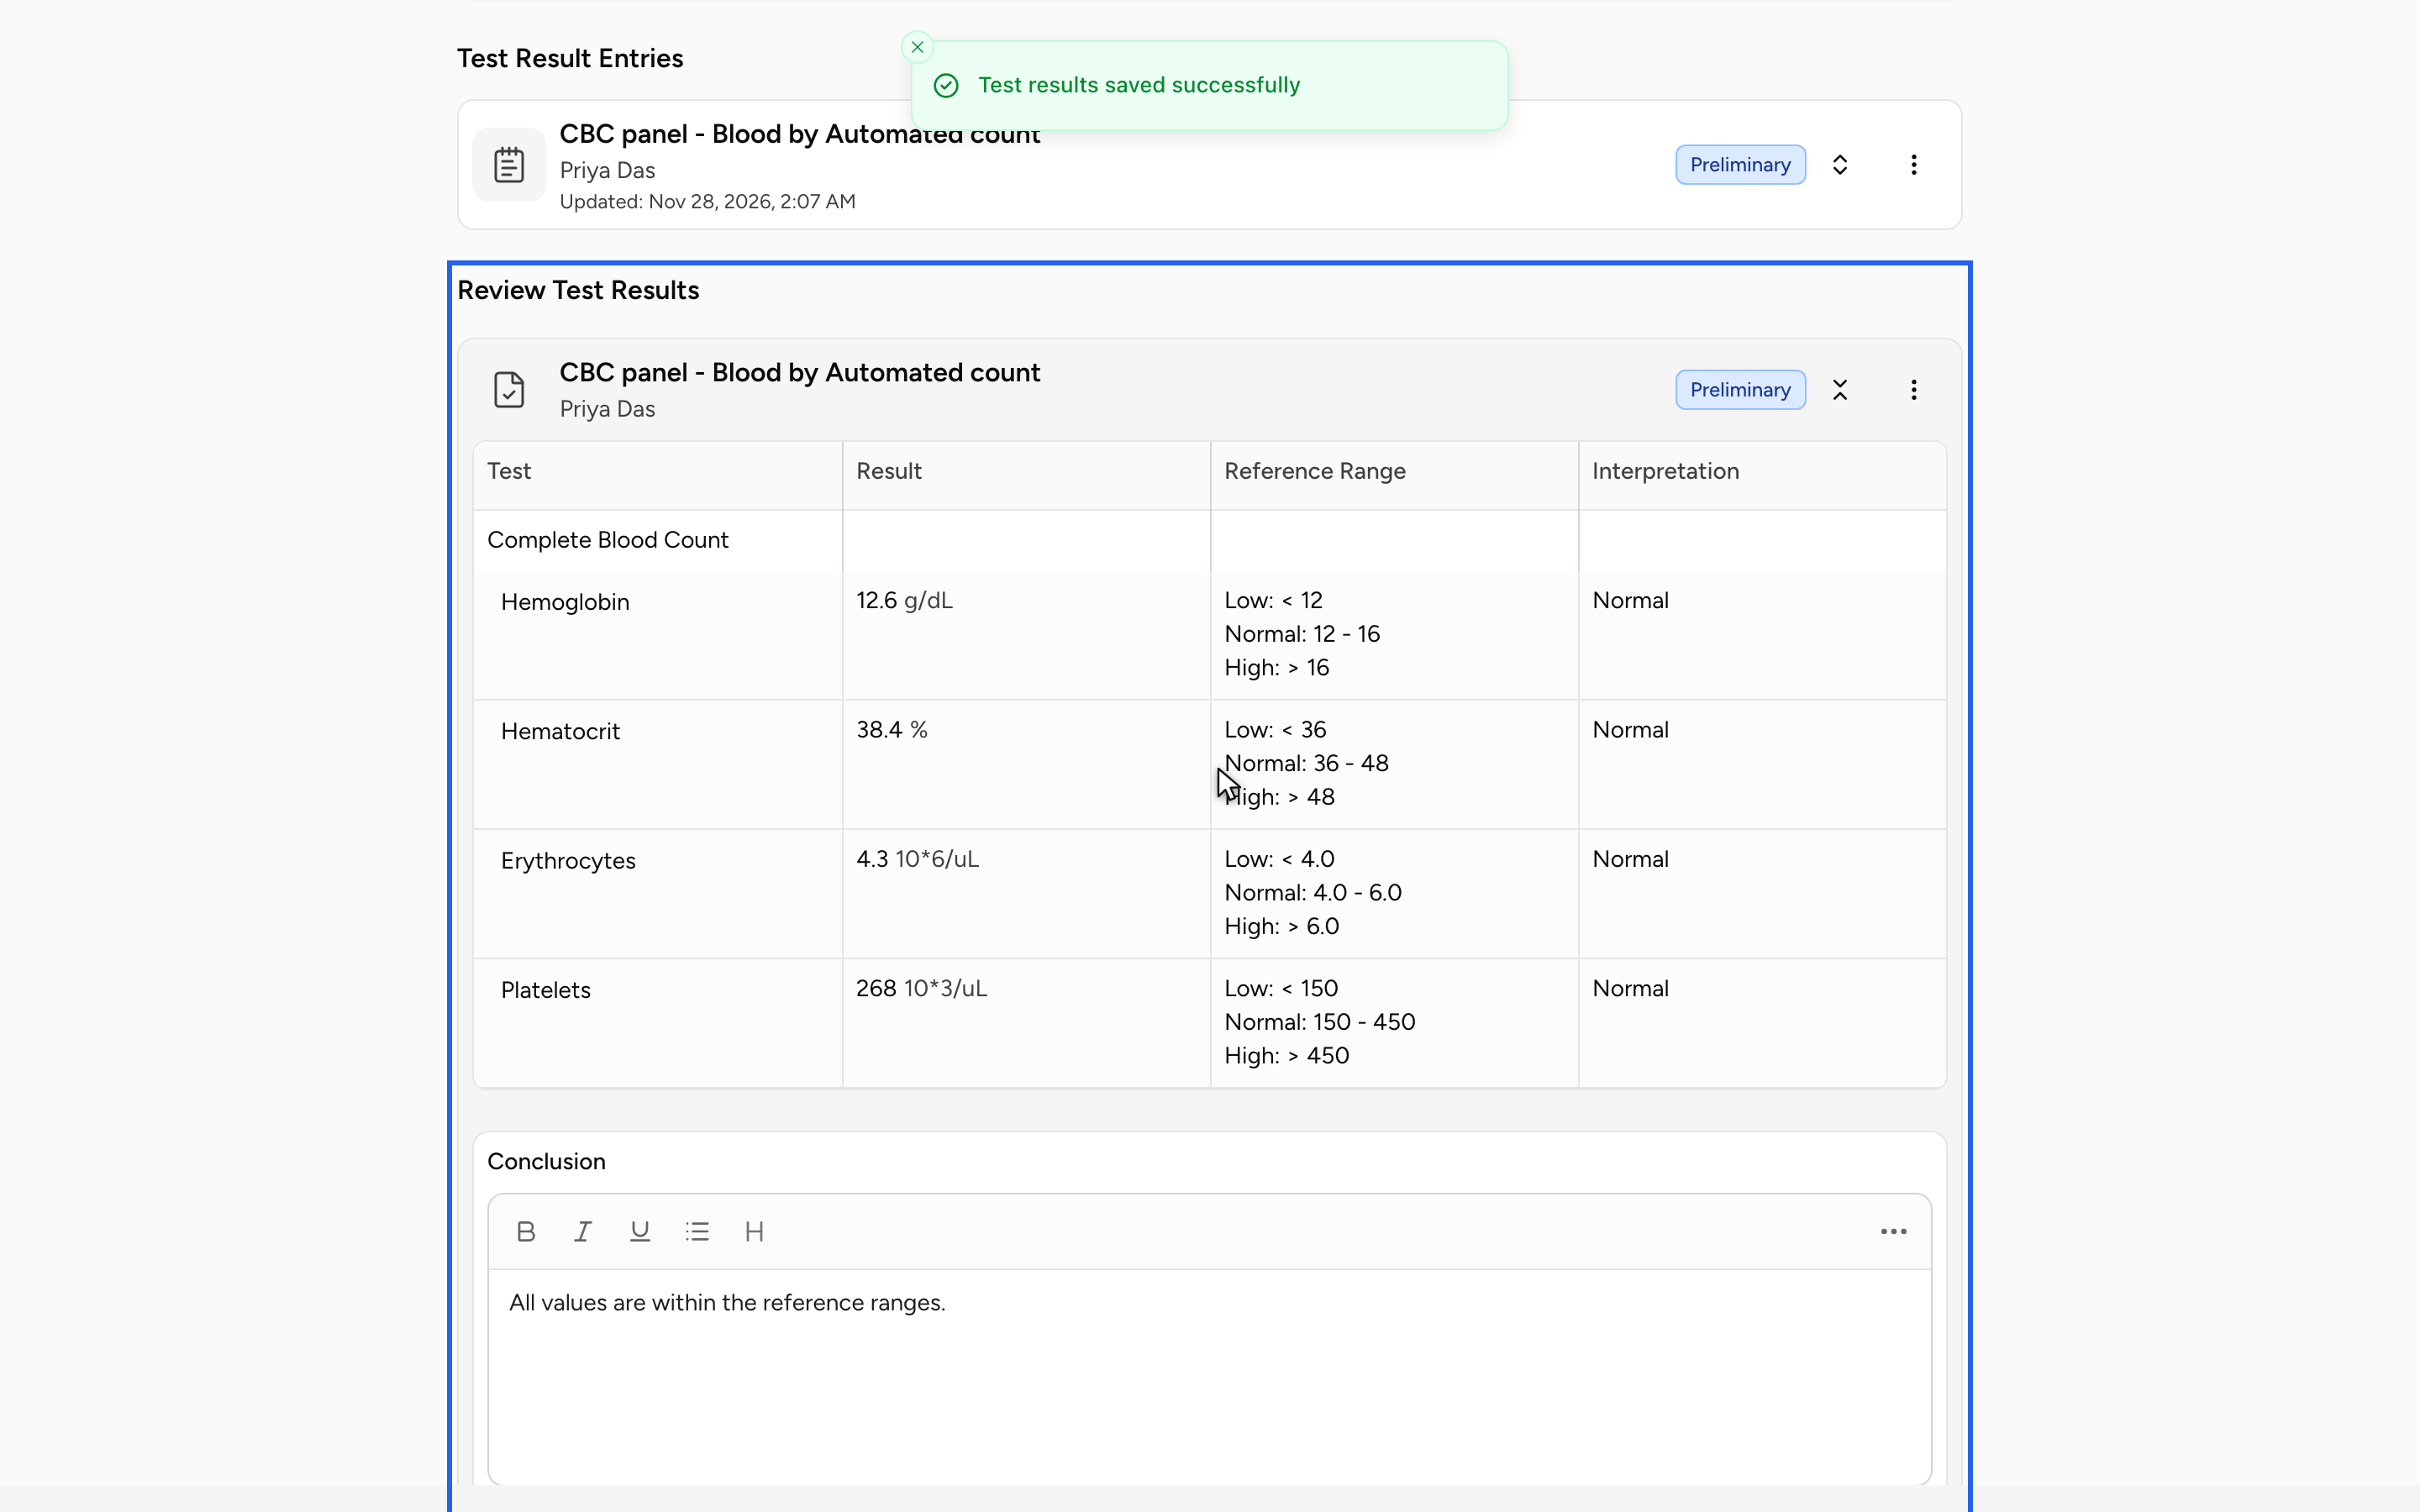 Test Result Entries
Test results saved successfully
CBC panel - Blood by Automated count
Priya Das
Updated: Nov 28, 2026, 2:07 AM
Preliminary
Review Test Results
CBC panel - Blood by Automated count
Priya Das
Preliminary
Test Result Reference Range Interpretation
Complete Blood Count
Hemoglobin 12.6 g/dL Low: < 12 Normal
Normal: 12 - 16
High: > 16
Hematocrit 38.4 % Low: < 36 Normal
Normal: 36 - 48
High: > 48
Erythrocytes 4.3 10*6/uL Low: < 4.0 Normal
Normal: 4.0 - 6.0
High: > 6.0
Platelets 268 10*3/uL Low: < 150 Normal
Normal: 150 - 450
High: > 450
Conclusion
B I U H
All values are within the reference ranges.